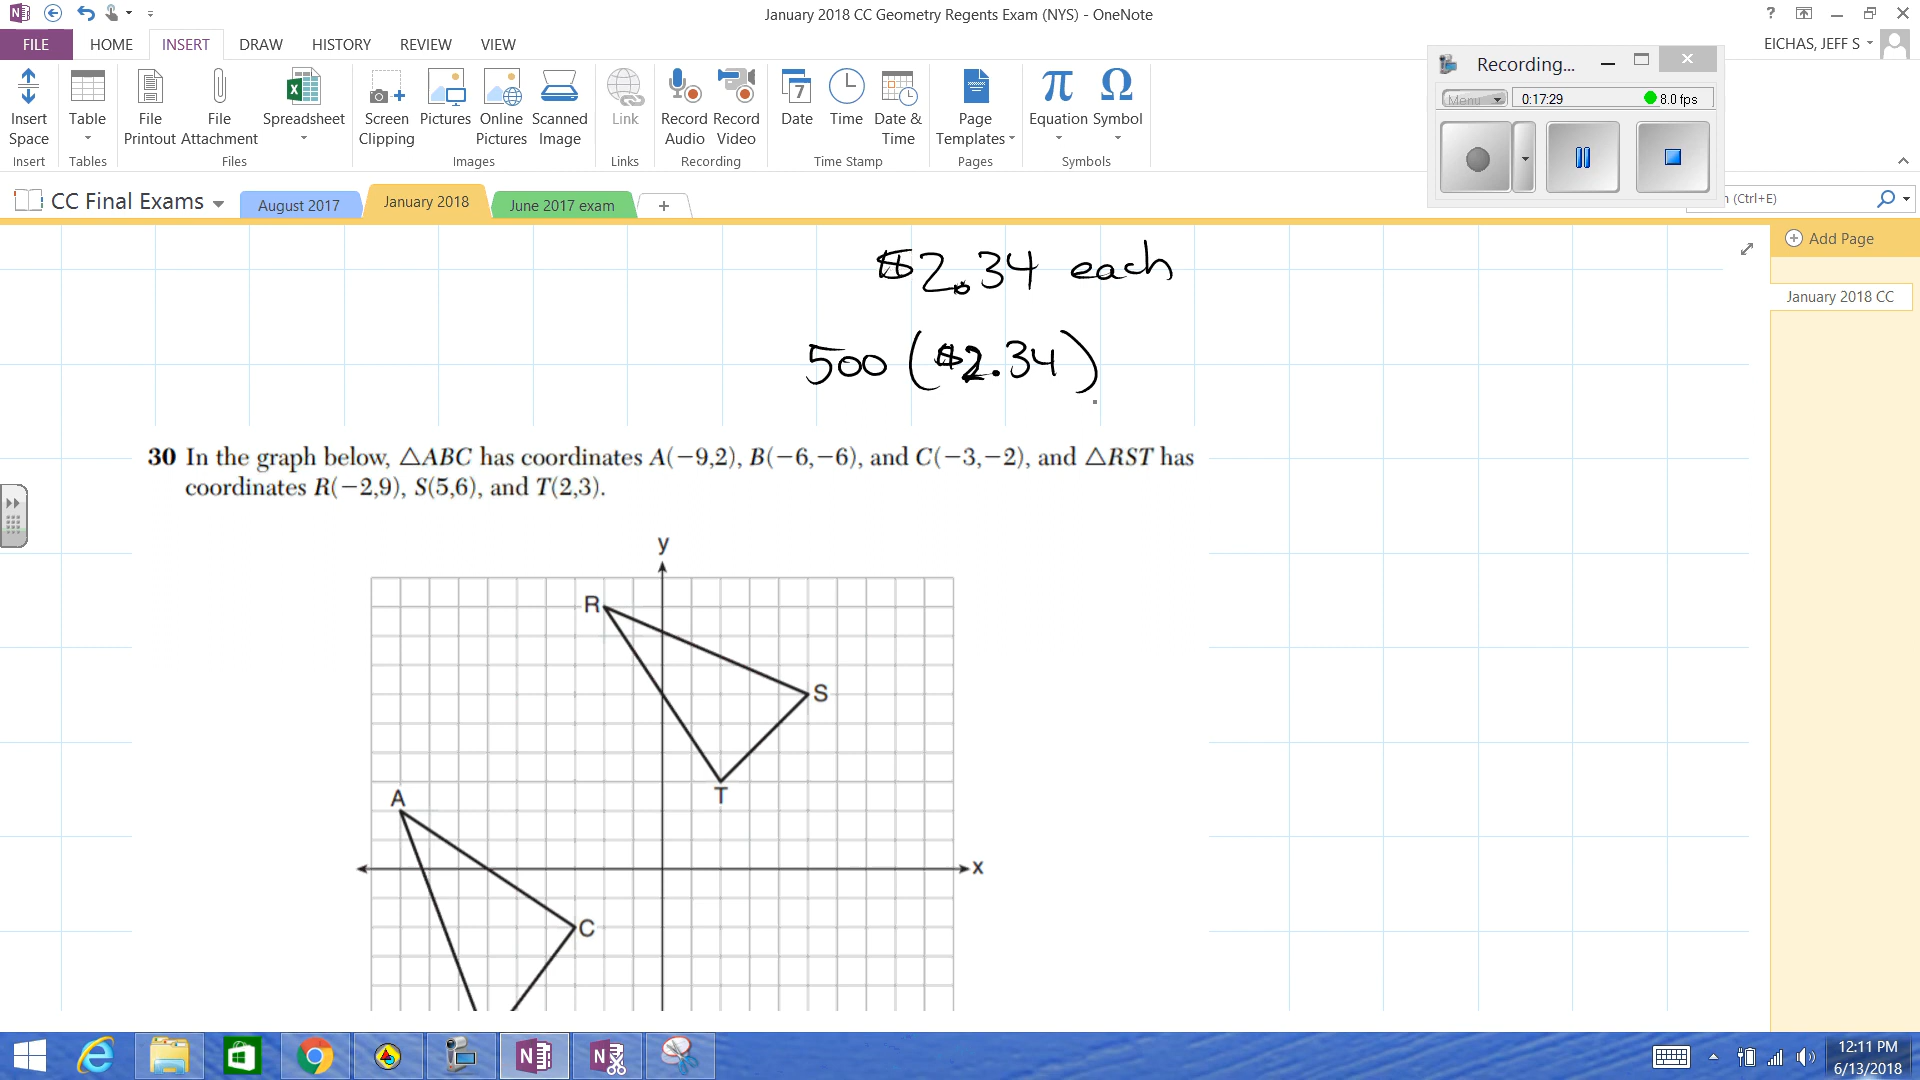 January 2018 CC Geometry Regents Exam (NYS) - OneNote
?
FILE HOME INSERT DRAW HISTORY REVIEW VIEW
EICHAS, JEFF S
Recording...
Menu 0:17:29 8.0 fps
Insert Space
Table
File Printout
File Attachment
Spreadsheet
Screen Clipping
Pictures
Online Pictures
Scanned Image
Link
Record Audio
Record Video
7
Date
Time
Date & Time
Page Templates
π
Equation
Ω
Symbol
Insert Tables Files Images Links Recording Time Stamp Pages Symbols
CC Final Exams August 2017 January 2018 June 2017 exam +
(Ctrl+E)
Add Page
January 2018 CC
$2.34 each
500 ($2.34)
30 In the graph below, △ABC has coordinates A(−9,2), B(−6,−6), and C(−3,−2), and △RST has
coordinates R(−2,9), S(5,6), and T(2,3).
y
R
S
T
A
x
C
12:11 PM
6/13/2018